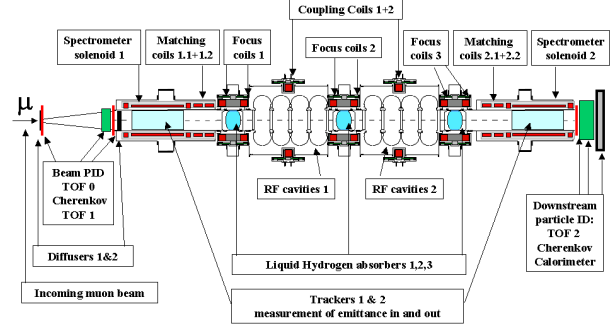 Coupling Coils 1+2
Spectrometer
solenoid 1
Matching
coils 1.1+1.2
Focus
coils 1
Focus coils 2
Focus
coils 3
Matching
coils 2.1+2.2
Spectrometer
solenoid 2
μ
Beam PID
TOF 0
Cherenkov
TOF 1
RF cavities 1
RF cavities 2
Downstream
particle ID:
TOF 2
Cherenkov
Calorimeter
Diffusers 1&2
Liquid Hydrogen absorbers 1,2,3
Incoming muon beam
Trackers 1 & 2
measurement of emittance in and out